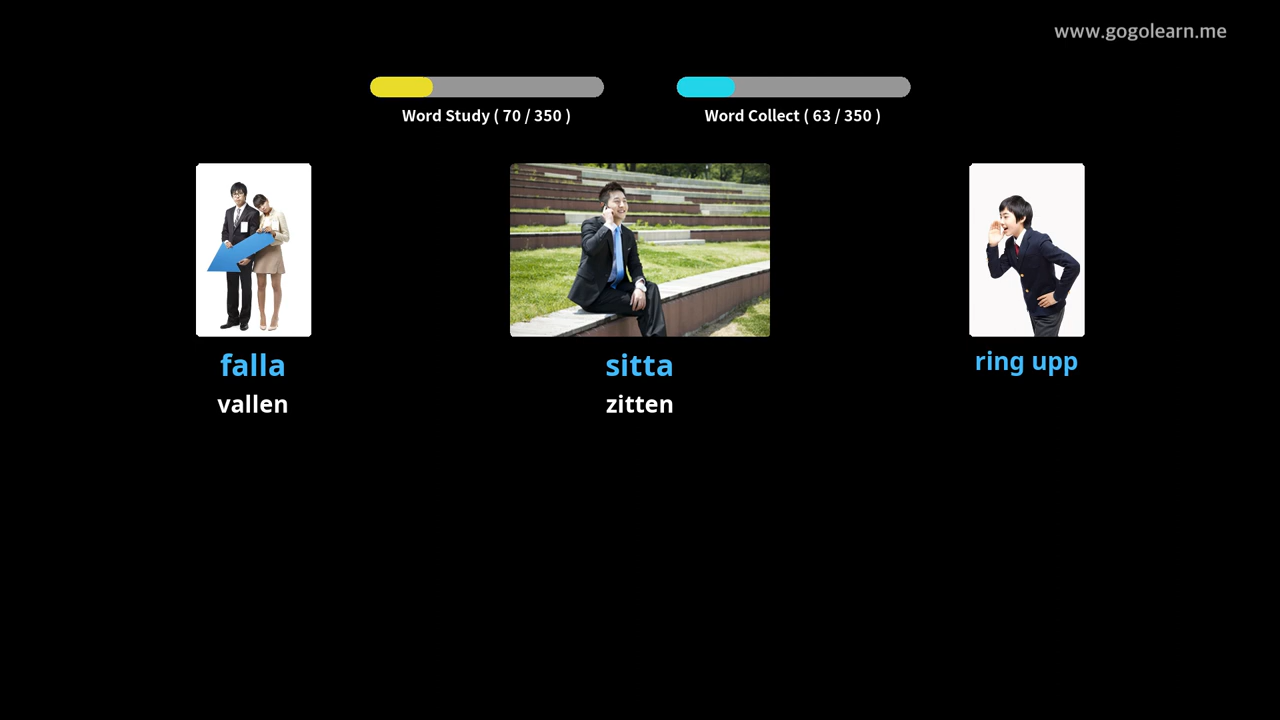 www.gogolearn.me
Word Study ( 70 / 350 )
Word Collect ( 63 / 350 )
falla
vallen
sitta
zitten
ring upp